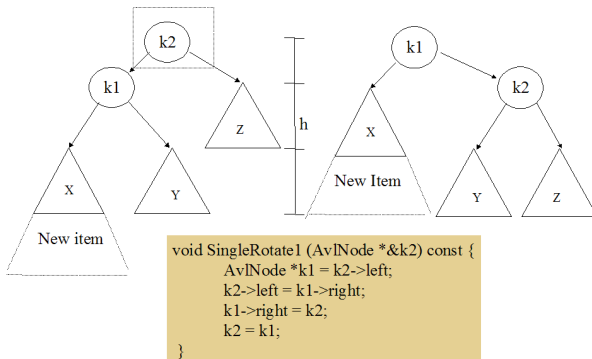 k2
k1
Z
h
X
Y
New item
k1
k2
X
New Item
Y
Z
void SingleRotate1 (AvlNode *&k2) const {
AvlNode *k1 = k2->left;
k2->left = k1->right;
k1->right = k2;
k2 = k1;
}